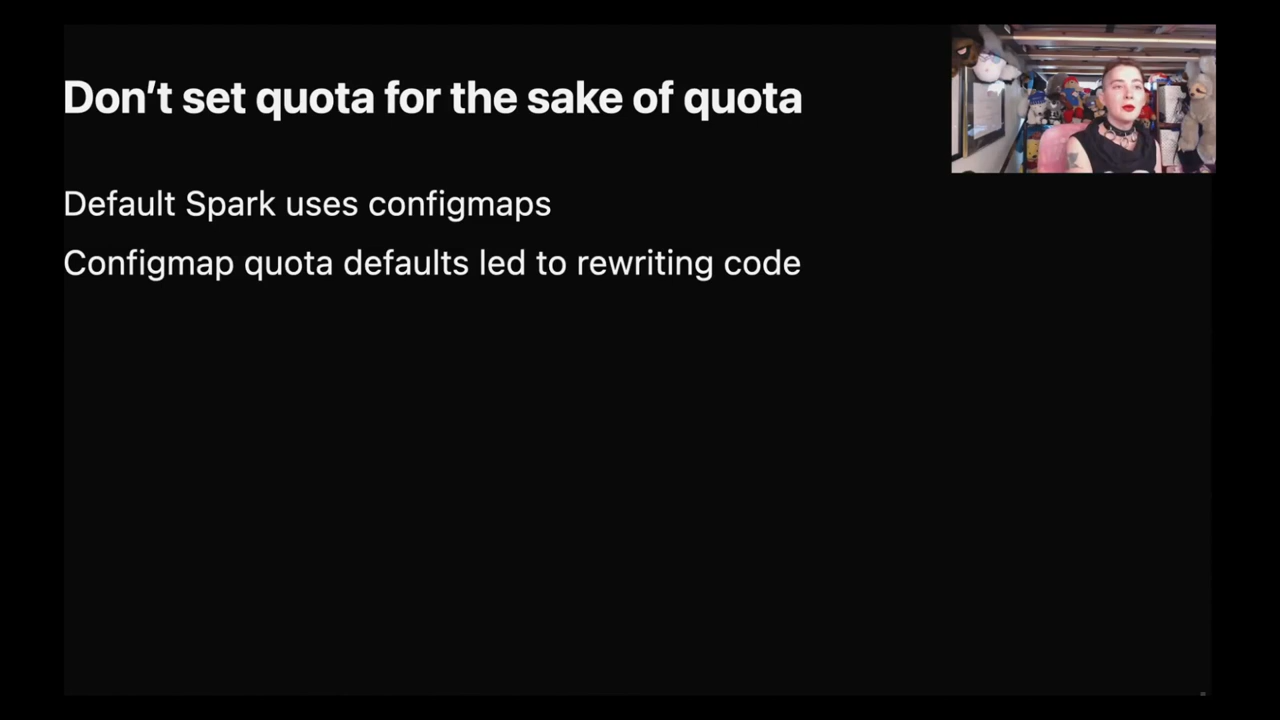 Don’t set quota for the sake of quota
Default Spark uses configmaps
Configmap quota defaults led to rewriting code